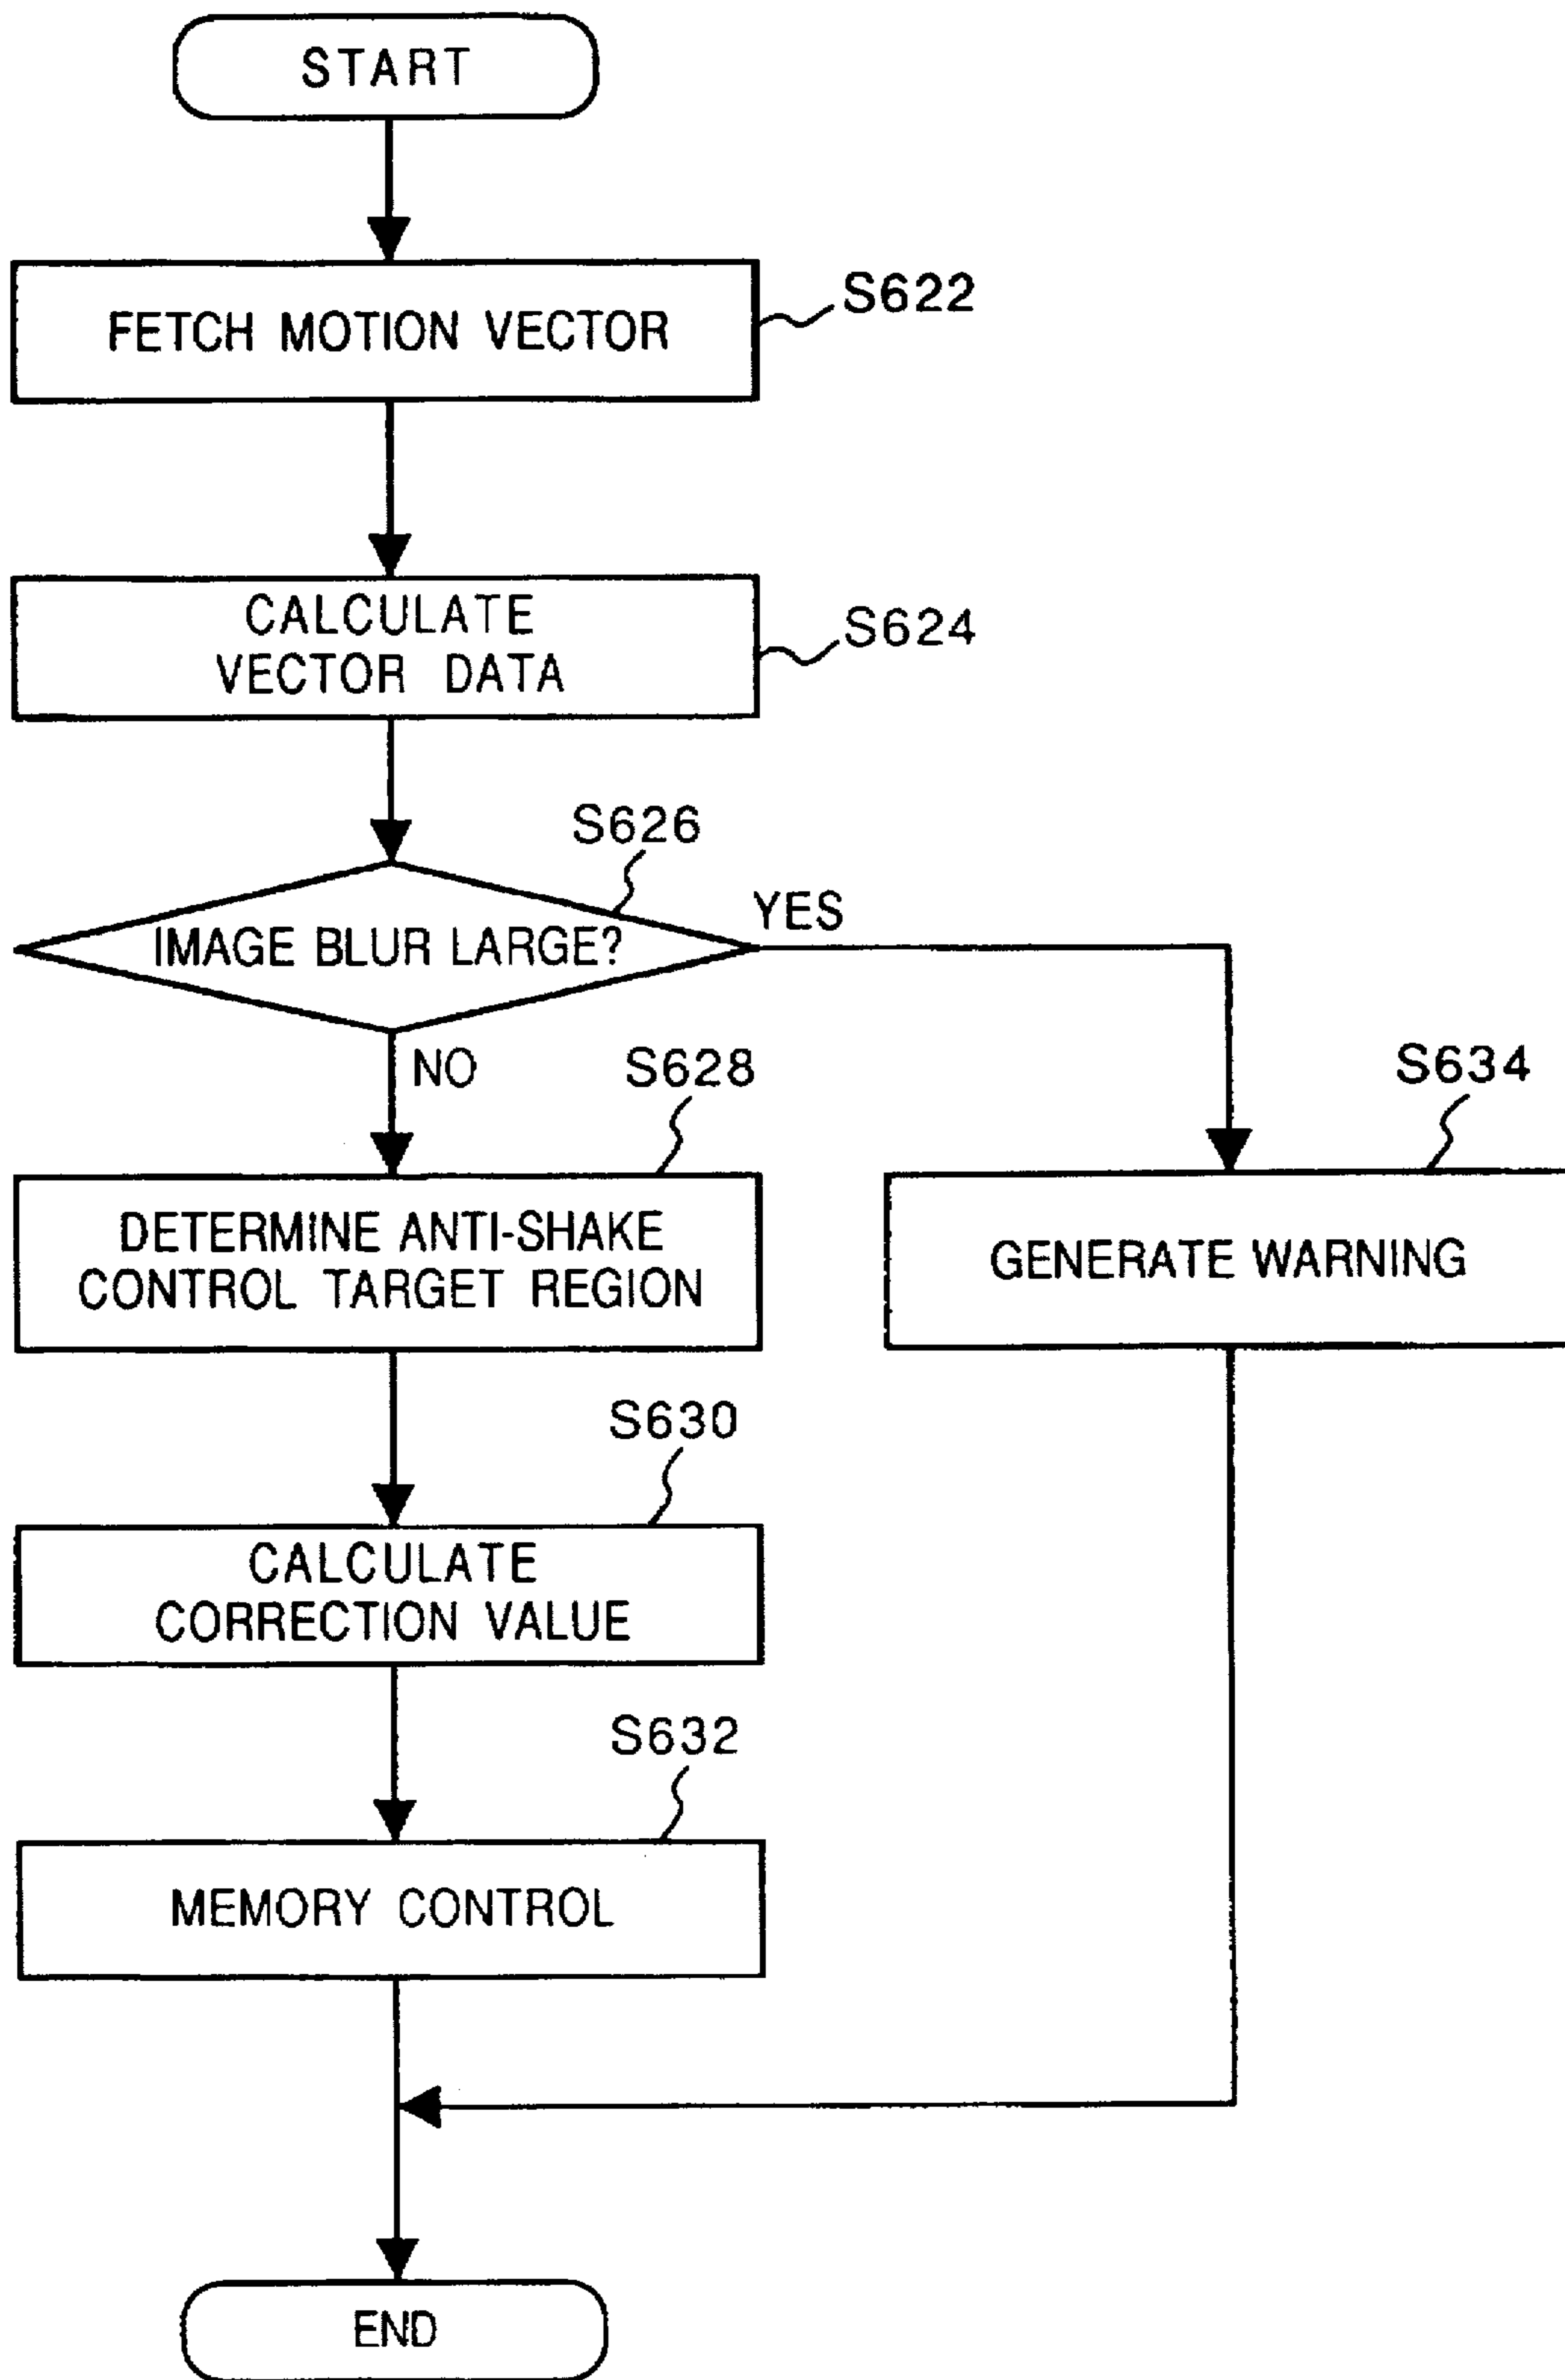 START
FETCH MOTION VECTOR
S622
CALCULATE
VECTOR DATA
S624
S626
IMAGE BLUR LARGE?
YES
NO
S628
DETERMINE ANTI-SHAKE
CONTROL TARGET REGION
S634
GENERATE WARNING
S630
CALCULATE
CORRECTION VALUE
S632
MEMORY CONTROL
END